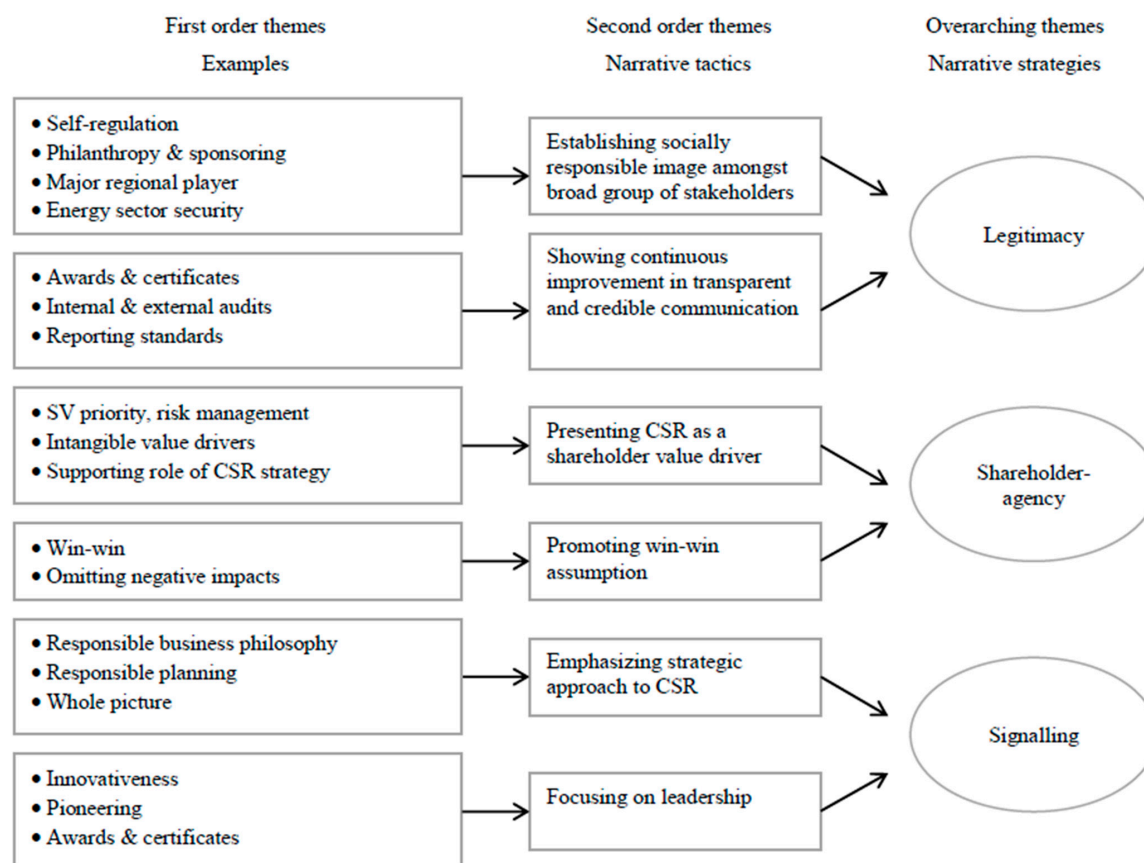 First order themes
Second order themes
Overarching themes
Examples
Narrative tactics
Narrative strategies
• Self-regulation
• Philanthropy & sponsoring
• Major regional player
• Energy sector security
Establishing socially
responsible image amongst
broad group of stakeholders
Legitimacy
• Awards & certificates
• Internal & external audits
• Reporting standards
Showing continuous
improvement in transparent
and credible communication
• SV priority, risk management
• Intangible value drivers
• Supporting role of CSR strategy
Presenting CSR as a
shareholder value driver
Shareholder-
agency
• Win-win
• Omitting negative impacts
Promoting win-win
assumption
• Responsible business philosophy
• Responsible planning
• Whole picture
Emphasizing strategic
approach to CSR
Signalling
• Innovativeness
• Pioneering
• Awards & certificates
Focusing on leadership